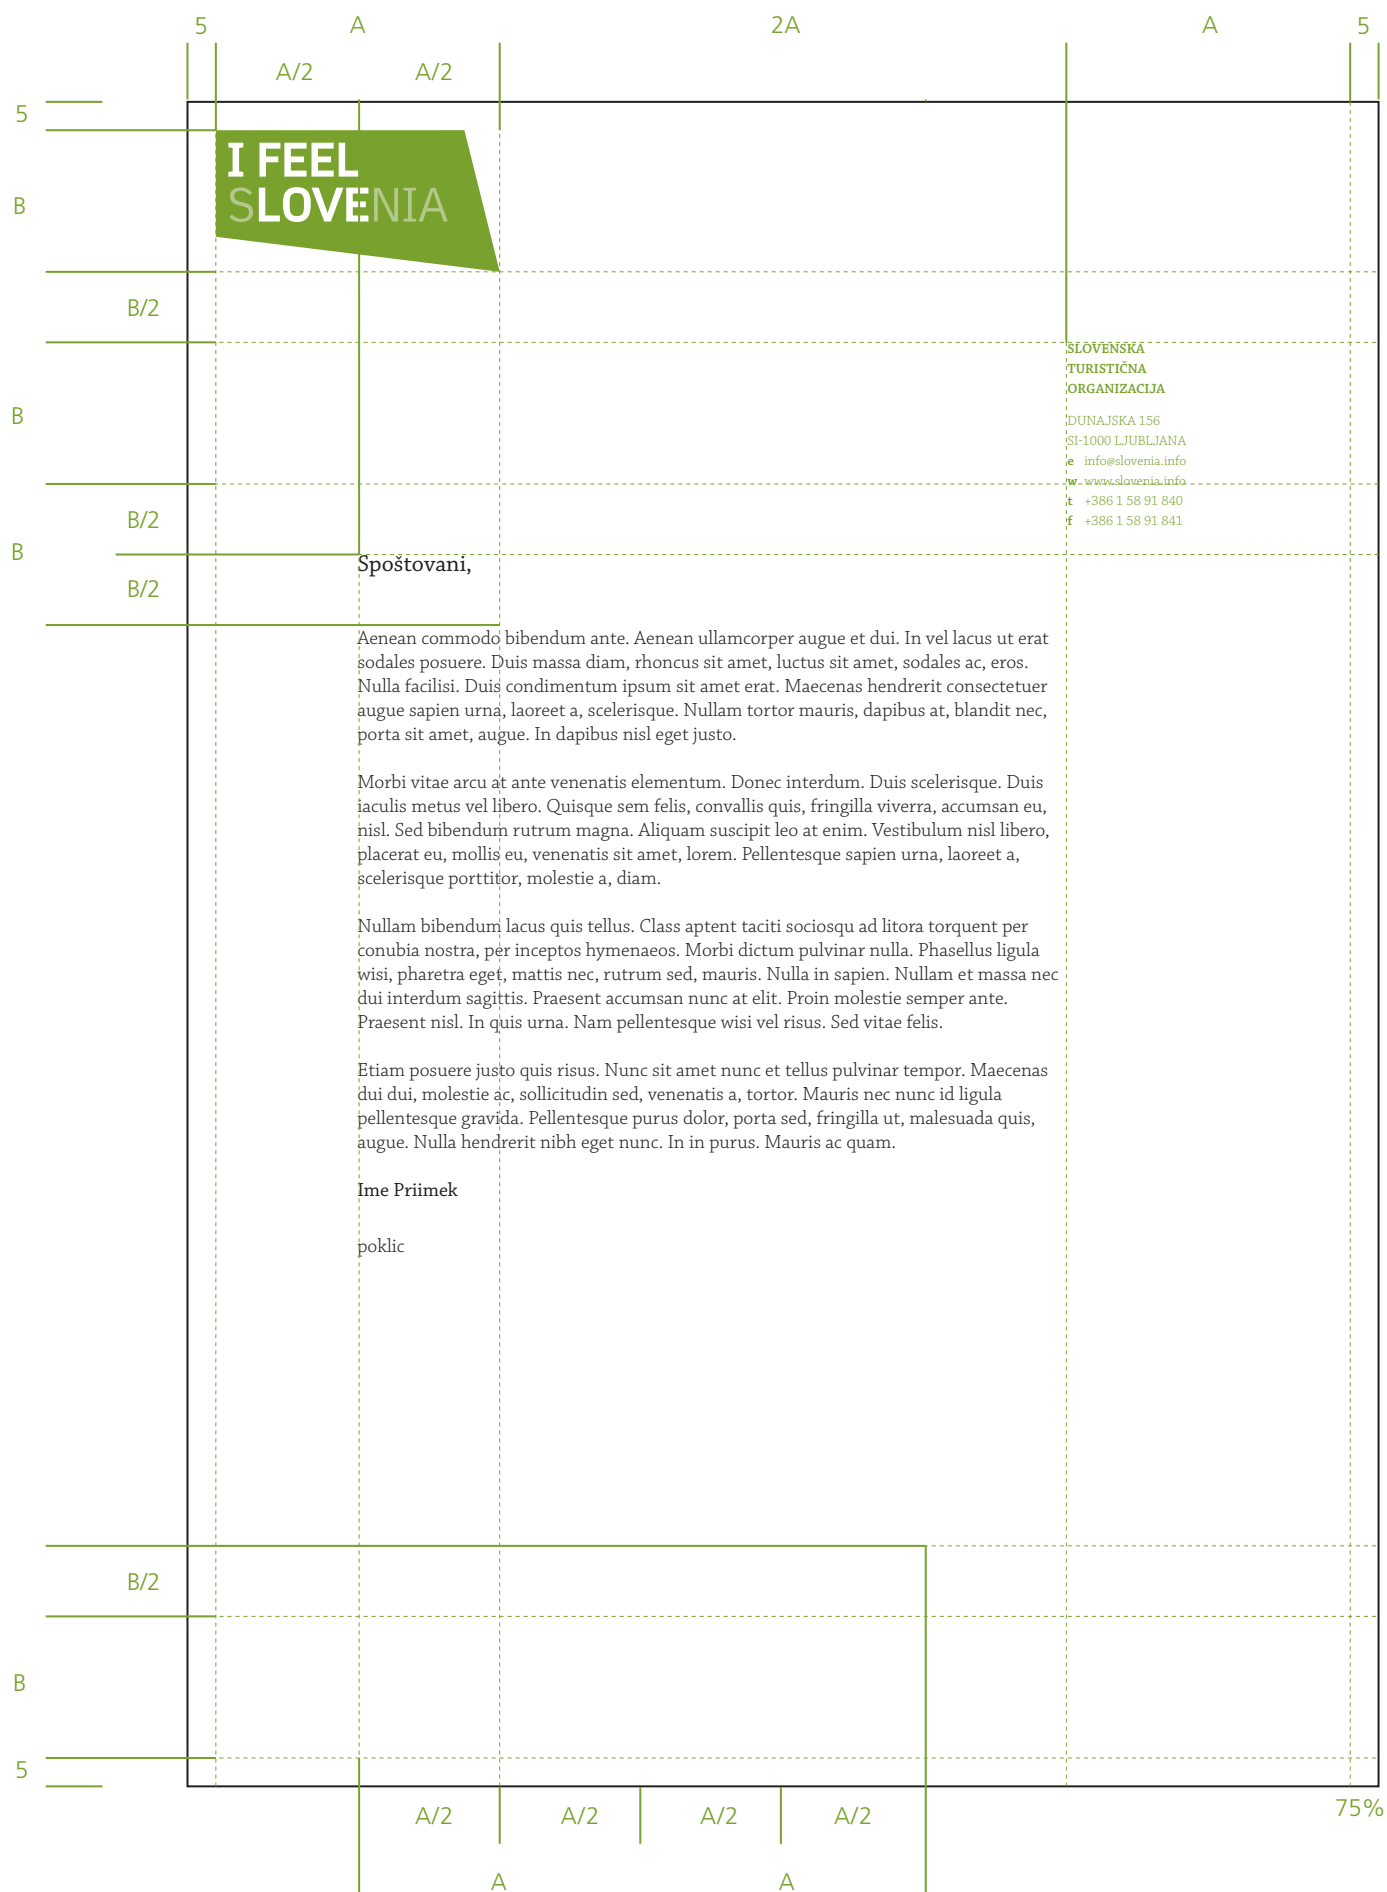 5 A 2A A 5
A/2 A/2
5
I FEEL
SLOVENIA
B
B/2
SLOVENSKA
TURISTIČNA
ORGANIZACIJA
B
DUNAJSKA 156
SI-1000 LJUBLJANA
e info@slovenia.info
w www.slovenia.info
t +386 1 58 91 840
f +386 1 58 91 841
B/2
B
Spoštovani,
B/2
Aenean commodo bibendum ante. Aenean ullamcorper augue et dui. In vel lacus ut erat
sodales posuere. Duis massa diam, rhoncus sit amet, luctus sit amet, sodales ac, eros.
Nulla facilisi. Duis condimentum ipsum sit amet erat. Maecenas hendrerit consectetuer
augue sapien urna, laoreet a, scelerisque. Nullam tortor mauris, dapibus at, blandit nec,
porta sit amet, augue. In dapibus nisl eget justo.
Morbi vitae arcu at ante venenatis elementum. Donec interdum. Duis scelerisque. Duis
iaculis metus vel libero. Quisque sem felis, convallis quis, fringilla viverra, accumsan eu,
nisl. Sed bibendum rutrum magna. Aliquam suscipit leo at enim. Vestibulum nisl libero,
placerat eu, mollis eu, venenatis sit amet, lorem. Pellentesque sapien urna, laoreet a,
scelerisque porttitor, molestie a, diam.
Nullam bibendum lacus quis tellus. Class aptent taciti sociosqu ad litora torquent per
conubia nostra, per inceptos hymenaeos. Morbi dictum pulvinar nulla. Phasellus ligula
wisi, pharetra eget, mattis nec, rutrum sed, mauris. Nulla in sapien. Nullam et massa nec
dui interdum sagittis. Praesent accumsan nunc at elit. Proin molestie semper ante.
Praesent nisl. In quis urna. Nam pellentesque wisi vel risus. Sed vitae felis.
Etiam posuere justo quis risus. Nunc sit amet nunc et tellus pulvinar tempor. Maecenas
dui dui, molestie ac, sollicitudin sed, venenatis a, tortor. Mauris nec nunc id ligula
pellentesque gravida. Pellentesque purus dolor, porta sed, fringilla ut, malesuada quis,
augue. Nulla hendrerit nibh eget nunc. In in purus. Mauris ac quam.
Ime Priimek
poklic
B/2
B
5
A/2 A/2 A/2 A/2 75%
A A